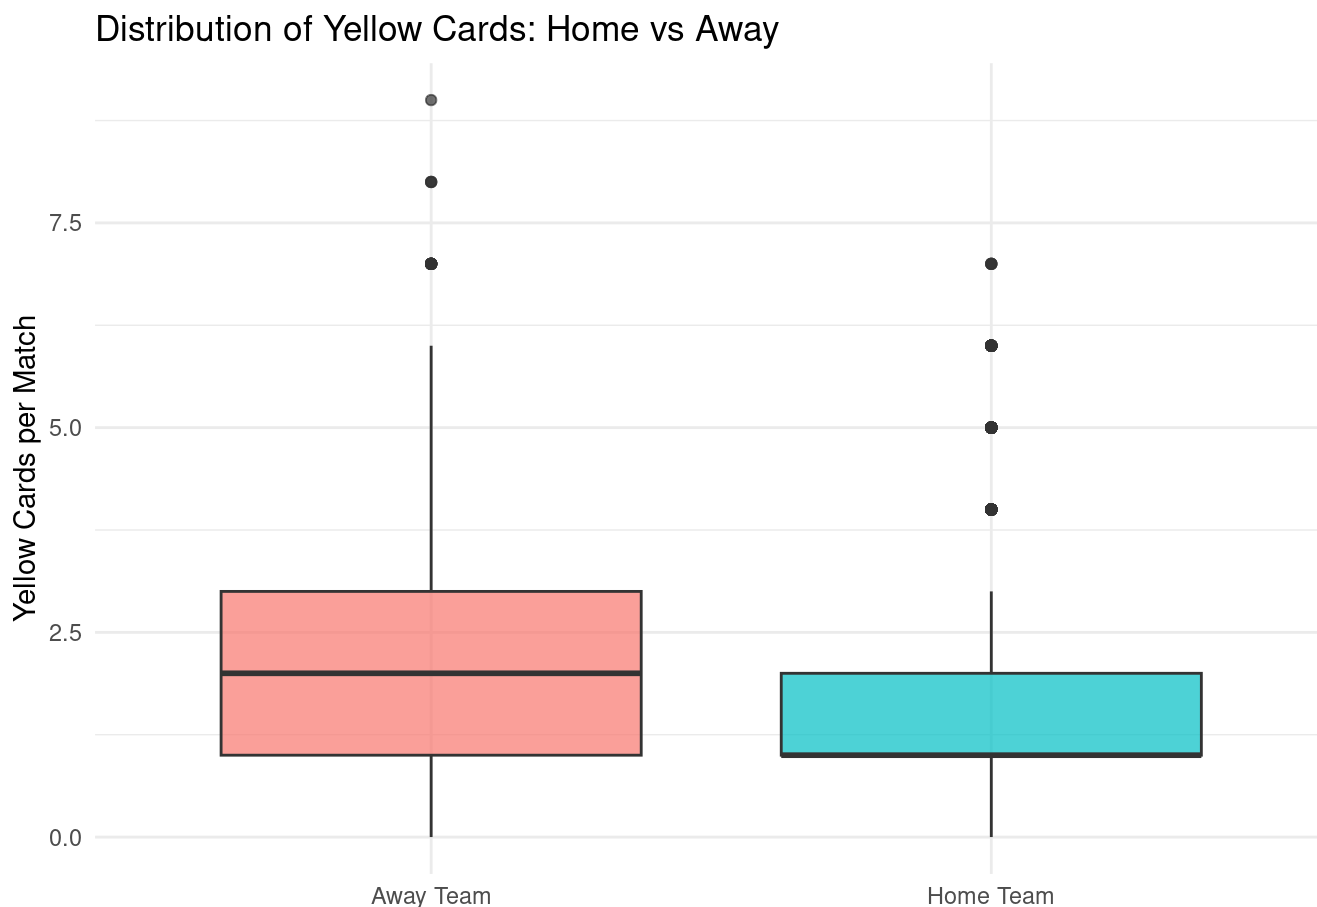 Distribution of Yellow Cards: Home vs Away
Yellow Cards per Match
7.5
5.0
2.5
0.0
Away Team
Home Team